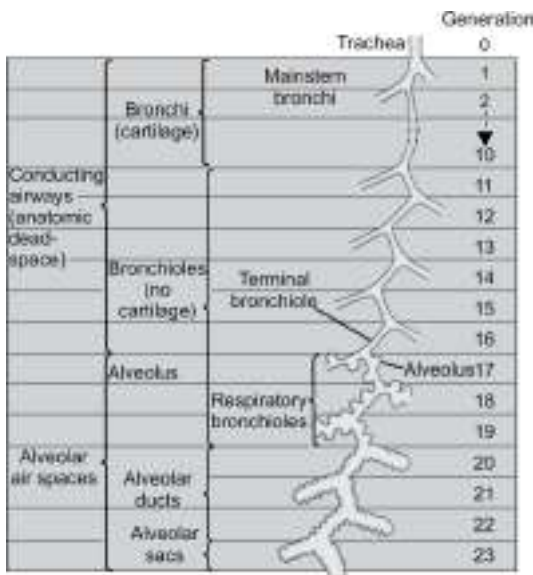 Generation
Trachea
0
Mainstem
bronchi
1
2
Bronchi
(cartilage)
10
Conducting
airways –
(anatomic
dead-
space)
11
12
13
Bronchioles
(no
cartilage)
Terminal
bronchiole
14
15
16
Alveolus
Alveolus
17
Respiratory
bronchioles
18
19
Alveolar
air spaces
Alveolar
ducts
20
21
22
Alveolar
sacs
23